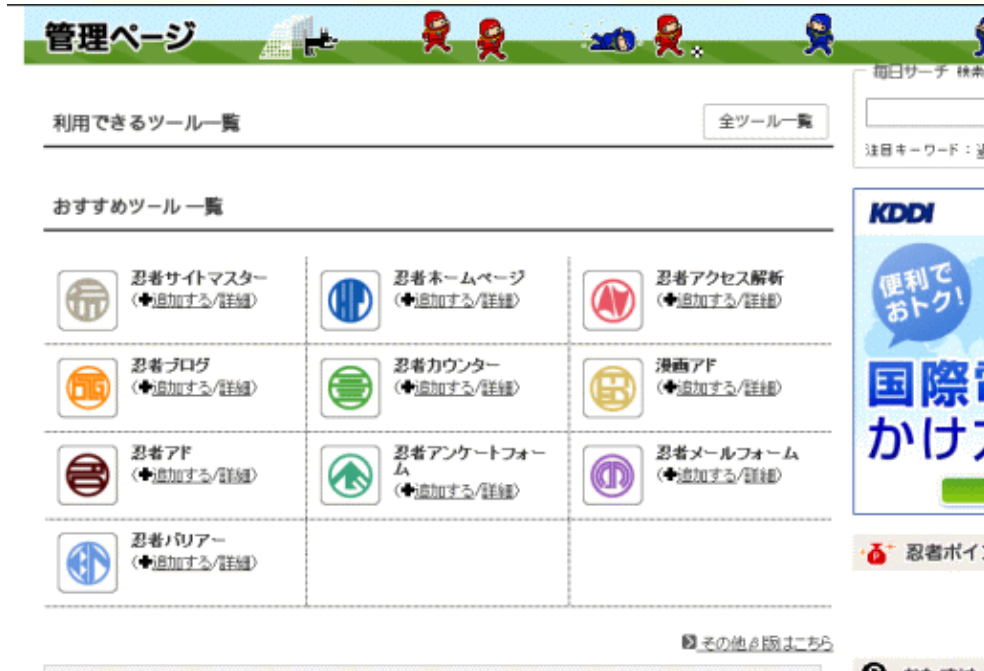 管理ページ
毎日サーチ 検索
利用できるツール一覧
全ツール一覧
注目キーワード：
おすすめツール一覧
KDDI
便利で
おトク!
忍者サイトマスター
(追加する/詳細)
忍者ホームページ
(追加する/詳細)
忍者アクセス解析
(追加する/詳細)
忍者ブログ
(追加する/詳細)
忍者カウンター
(追加する/詳細)
漫画アド
(追加する/詳細)
国際
かけ
忍者アド
(追加する/詳細)
忍者アンケートフォー
ム
(追加する/詳細)
忍者メールフォーム
(追加する/詳細)
忍者バリアー
(追加する/詳細)
忍者ポイ
その他β版はこちら